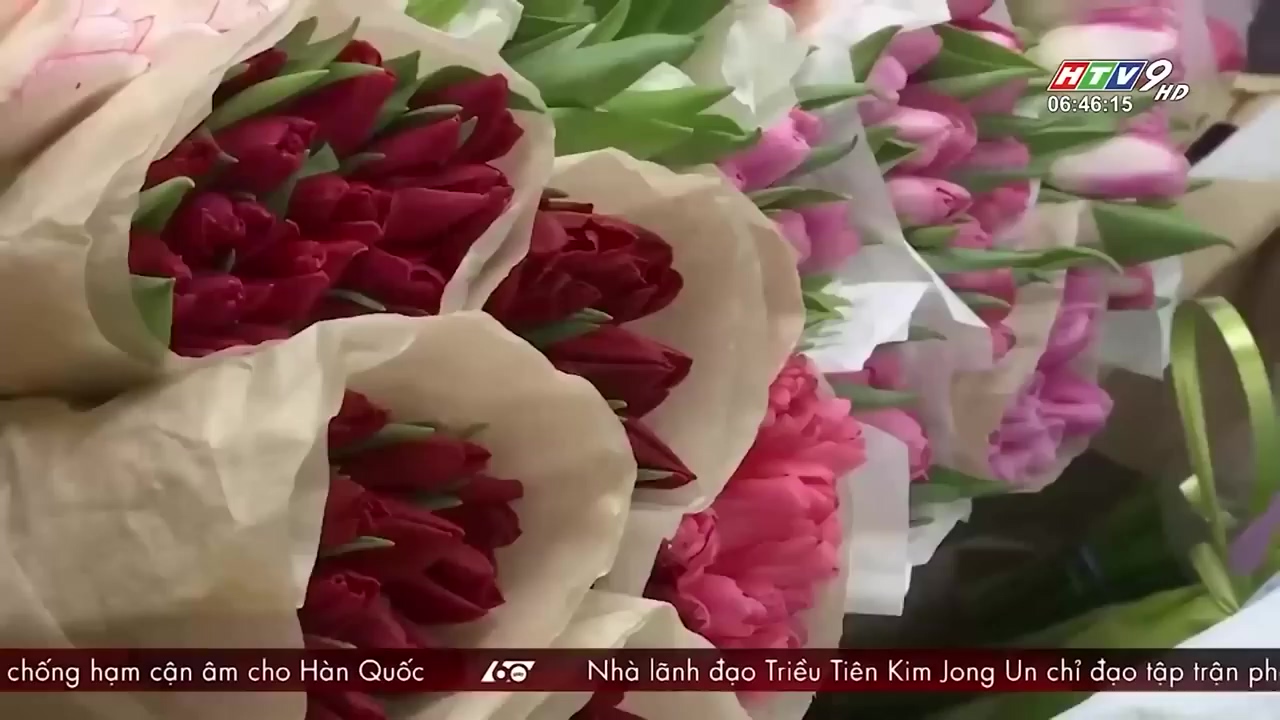 HTV9 HD
06:46:15
chống hạm cận âm cho Hàn Quốc 60 Nhà lãnh đạo Triều Tiên Kim Jong Un chỉ đạo tập trận